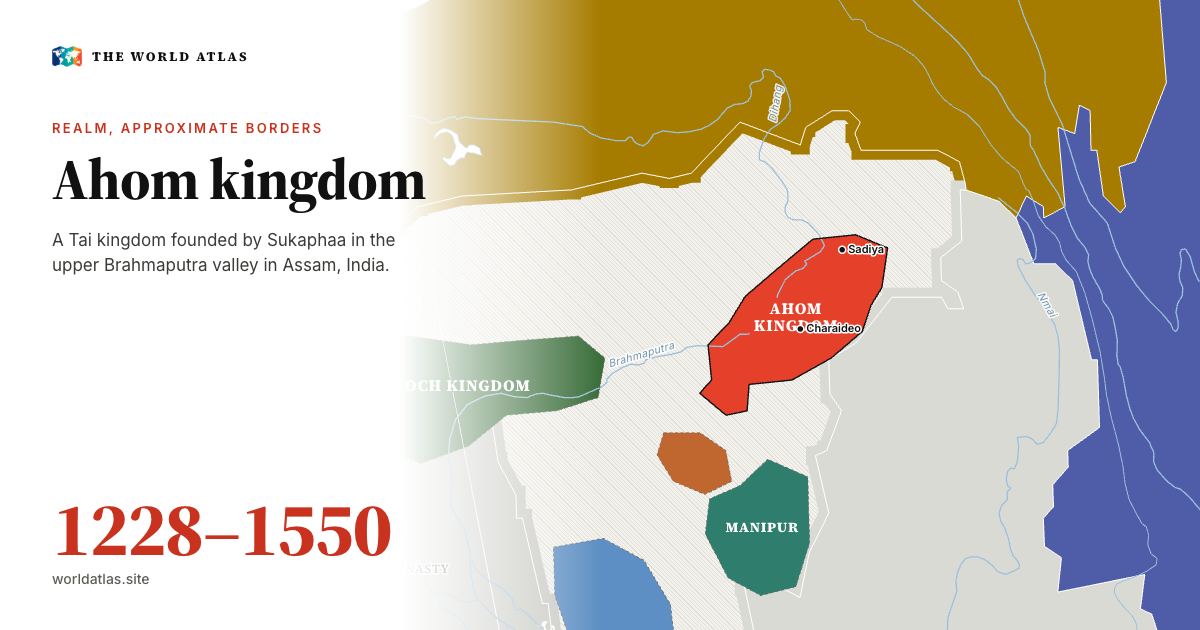 THE WORLD ATLAS
REALM, APPROXIMATE BORDERS
Ahom kingdom
A Tai kingdom founded by Sukaphaa in the
upper Brahmaputra valley in Assam, India.
1228–1550
worldatlas.site
Dihang
Sadiya
AHOM
KINGDOM
Charaideo
Nmai
Brahmaputra
OCH KINGDOM
MANIPUR
NASTY